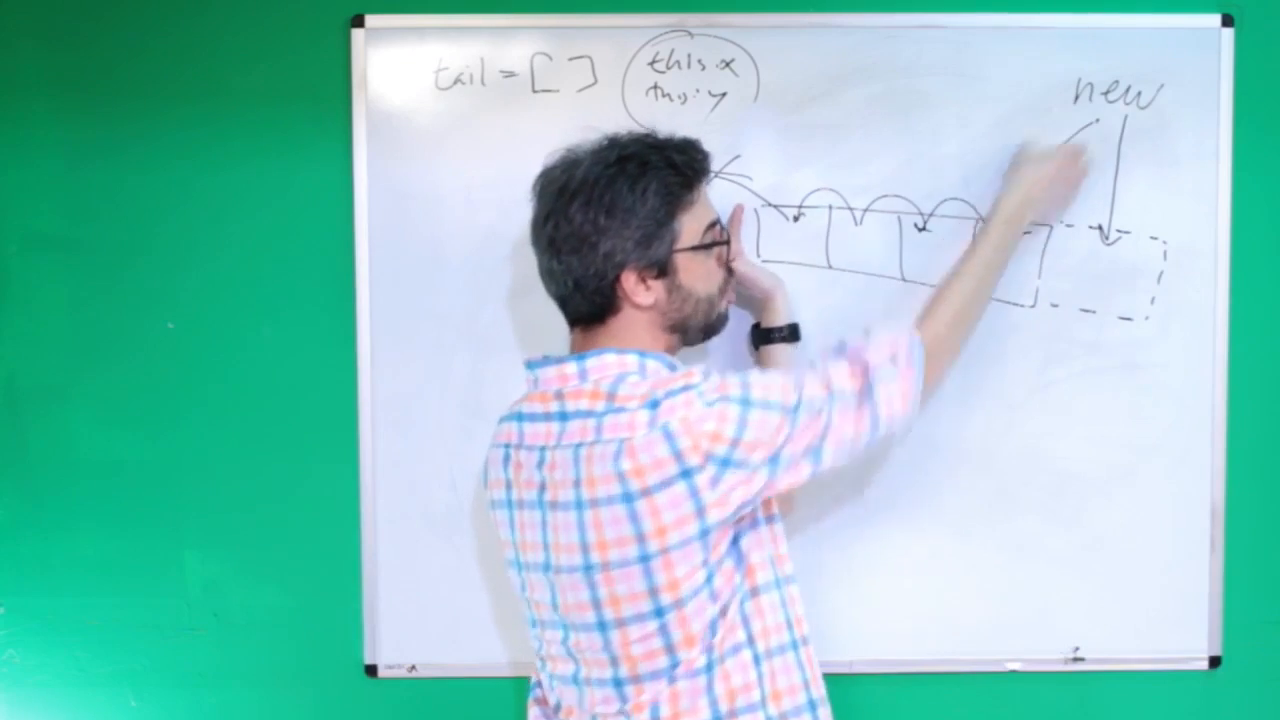 tail = [ ]
this.x
this.y
new